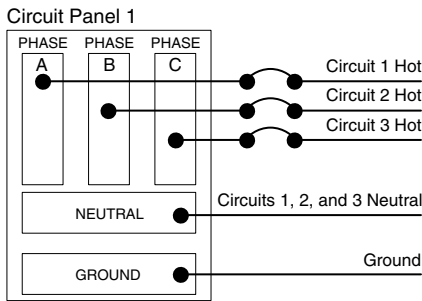 Circuit Panel 1
PHASE PHASE PHASE
A B C
Circuit 1 Hot
Circuit 2 Hot
Circuit 3 Hot
NEUTRAL
Circuits 1, 2, and 3 Neutral
GROUND
Ground